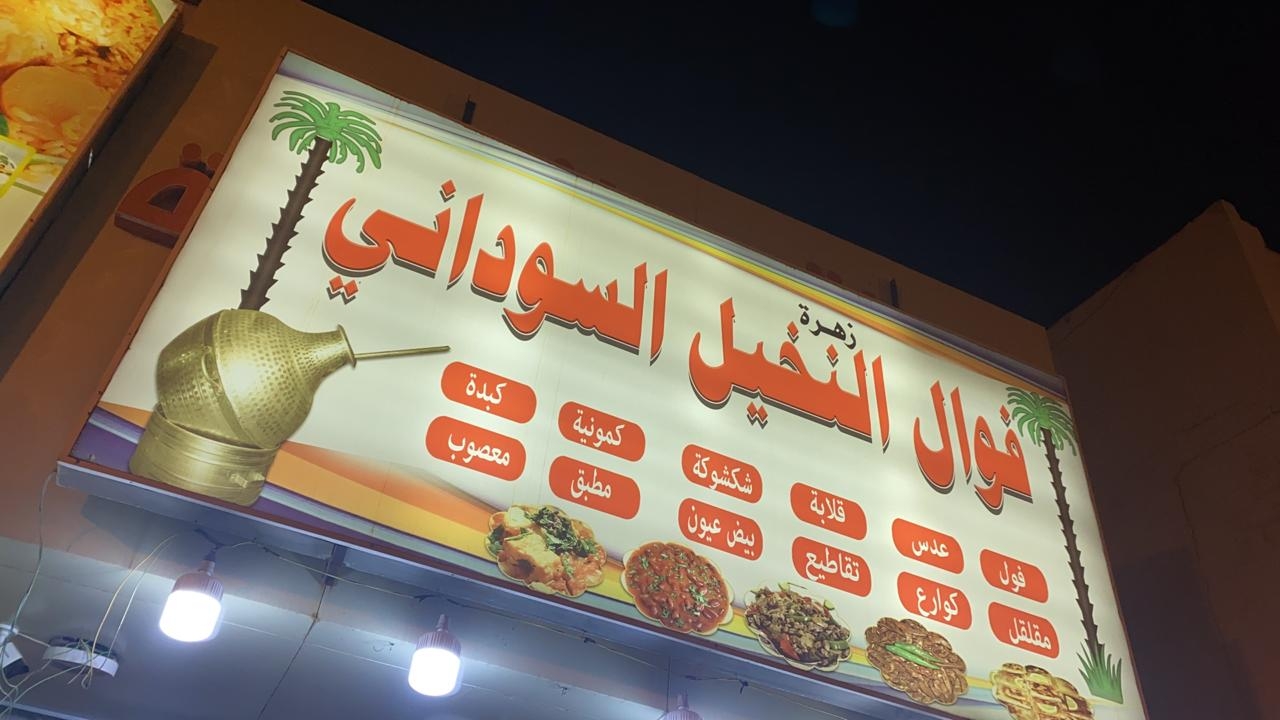 زهرة
فوال النخيل السوداني
فول
عدس
قلابة
شكشوكة
كمونية
كبدة
مقلقل
كوارع
تقاطيع
بيض عيون
مطبق
معصوب